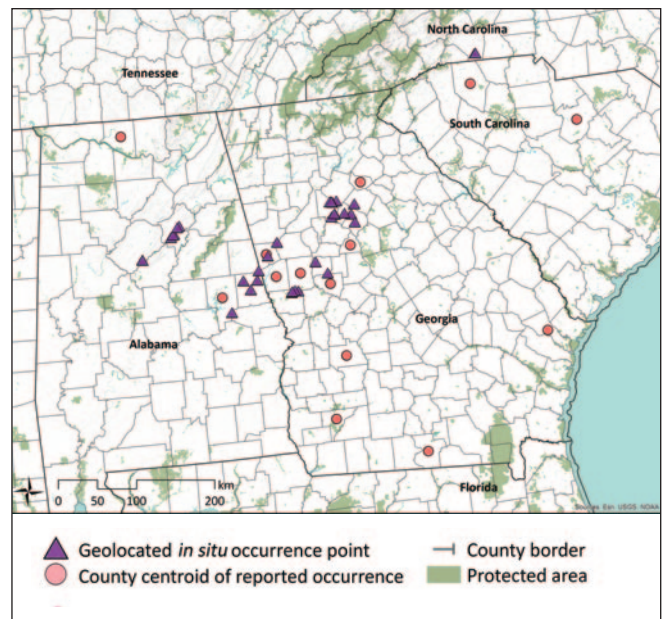 North Carolina
Tennessee
South Carolina
Georgia
Alabama
km
0 50 100 200
Florida
Sources: Esri, USGS, NOAA
Geolocated in situ occurrence point
County border
County centroid of reported occurrence
Protected area